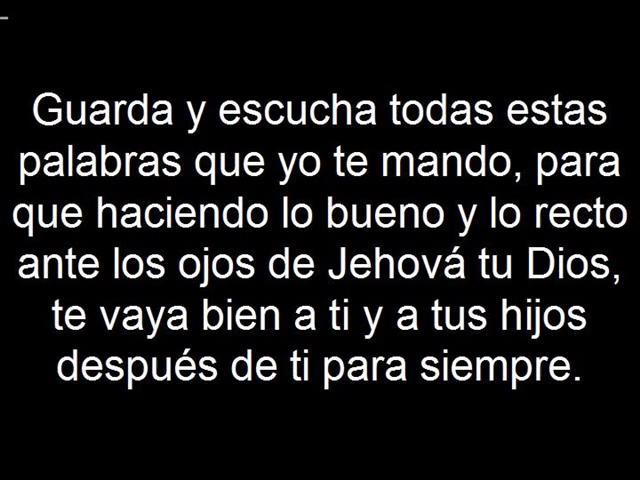 Guarda y escucha todas estas
palabras que yo te mando, para
que haciendo lo bueno y lo recto
ante los ojos de Jehová tu Dios,
te vaya bien a ti y a tus hijos
después de ti para siempre.